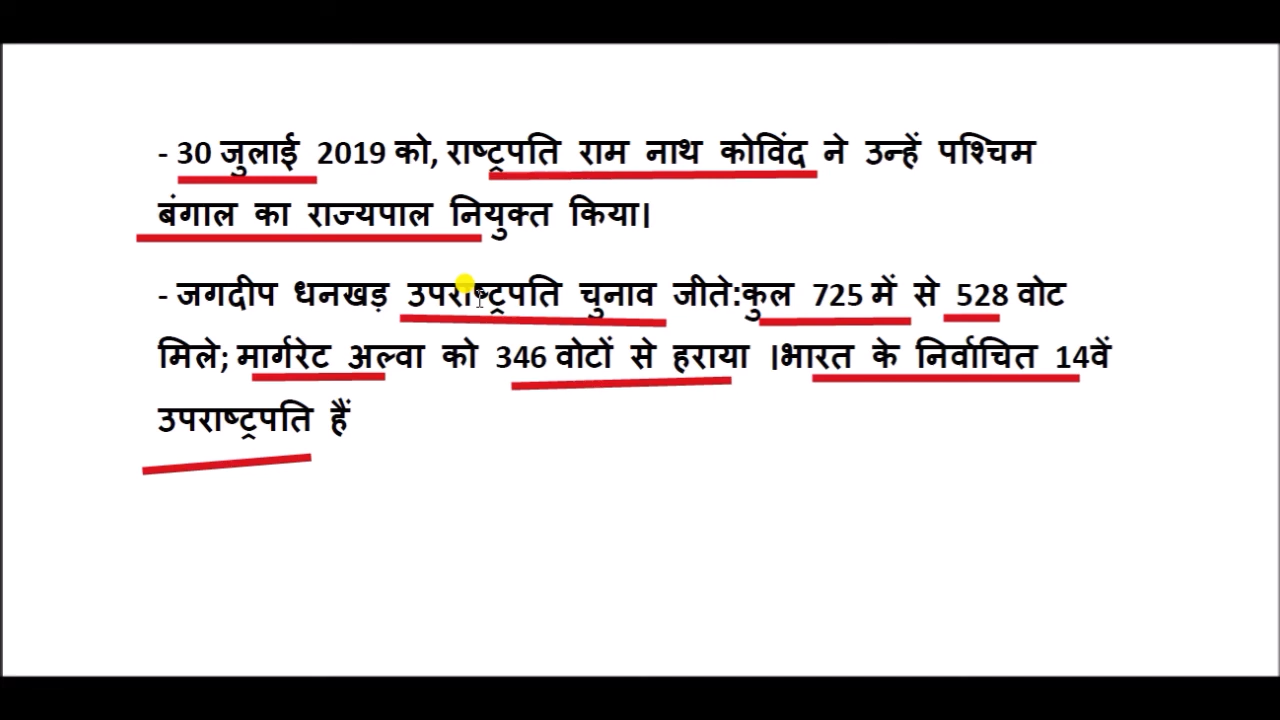 - 30 जुलाई 2019 को, राष्ट्रपति राम नाथ कोविंद ने उन्हें पश्चिम
बंगाल का राज्यपाल नियुक्त किया।
- जगदीप धनखड़ उपराष्ट्रपति चुनाव जीते:कुल 725 में से 528 वोट
मिले; मार्गरेट अल्वा को 346 वोटों से हराया ।भारत के निर्वाचित 14वें
उपराष्ट्रपति हैं